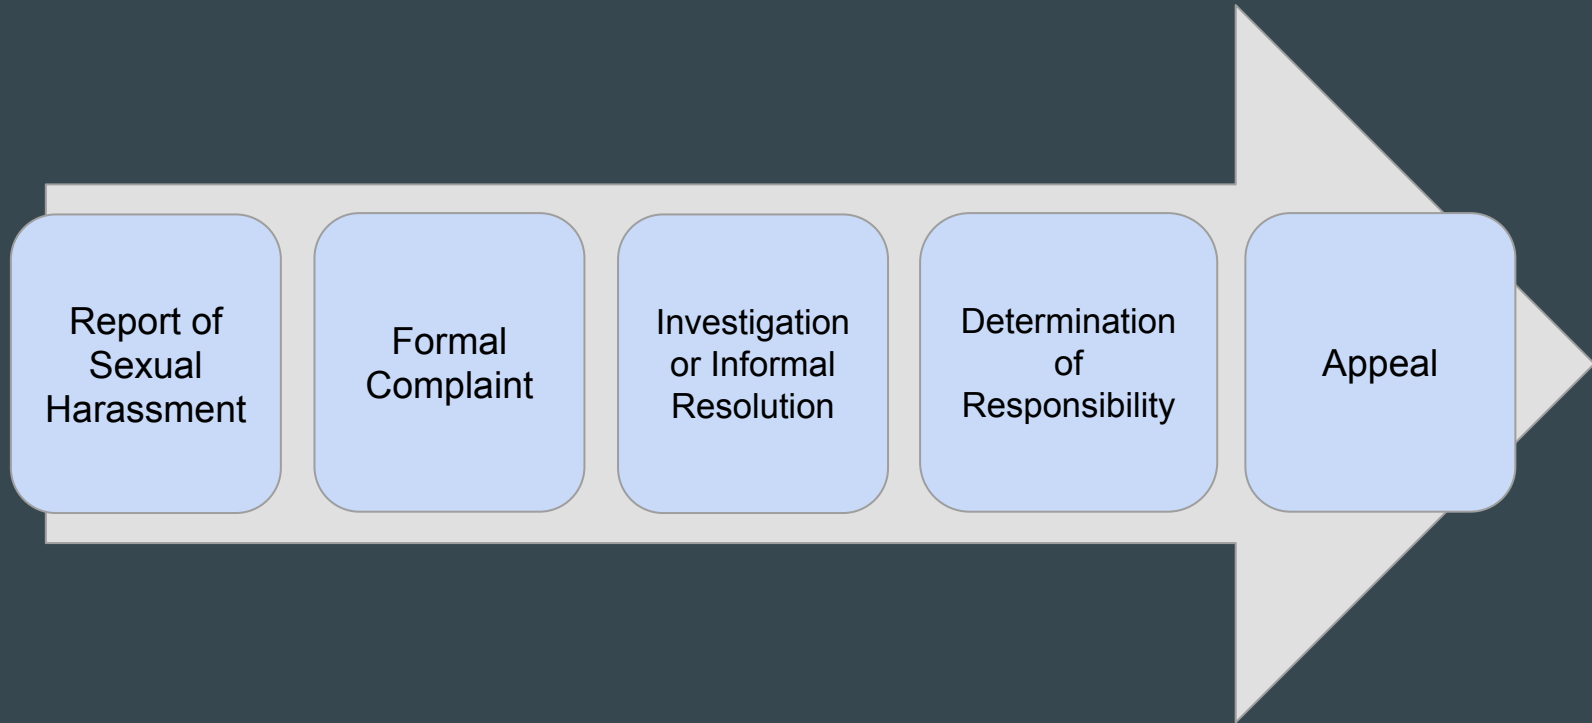 Report of
Sexual
Harassment
Formal
Complaint
Investigation
or Informal
Resolution
Determination
of
Responsibility
Appeal